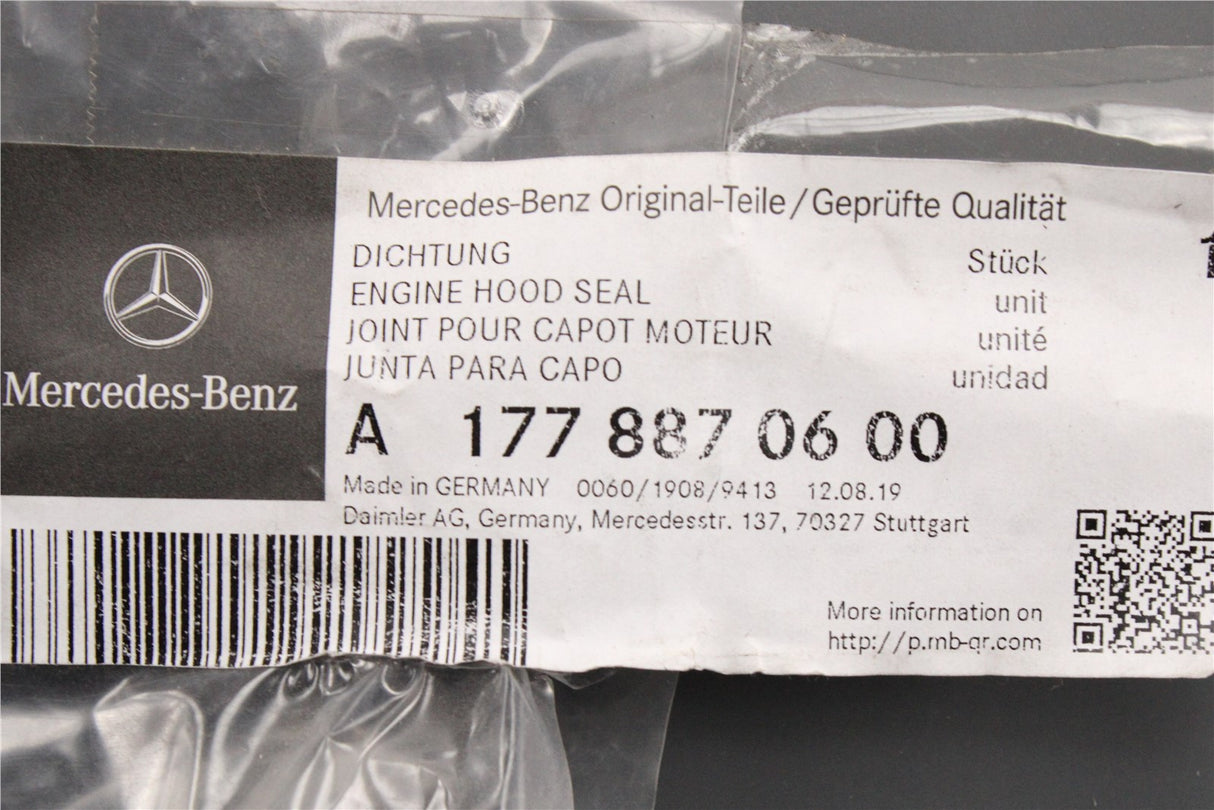 Mercedes-Benz Original-Teile/Geprüfte Qualität
DICHTUNG Stück
ENGINE HOOD SEAL unit
JOINT POUR CAPOT MOTEUR unité
JUNTA PARA CAPO unidad
Mercedes-Benz
A 177 887 06 00
Made in GERMANY 0060/1908/9413 12.08.19
Daimler AG, Germany, Mercedesstr. 137, 70327 Stuttgart
More information on
http://p.mb-qr.com